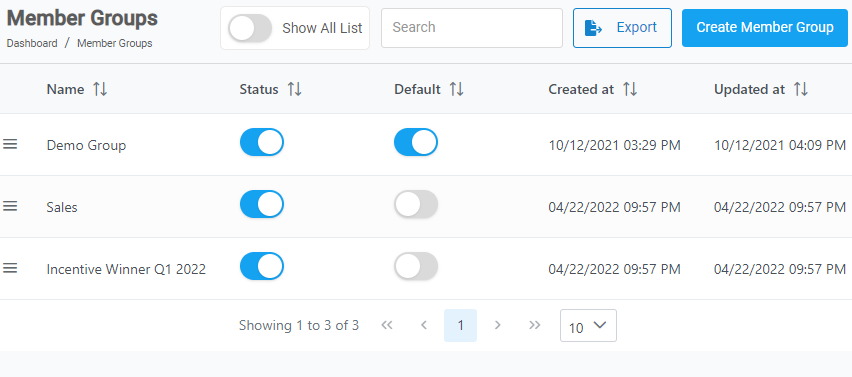 Member Groups
Dashboard / Member Groups
Show All List
Search
Export
Create Member Group
Name Status Default Created at Updated at
Demo Group 10/12/2021 03:29 PM 10/12/2021 04:09 PM
Sales 04/22/2022 09:57 PM 04/22/2022 09:57 PM
Incentive Winner Q1 2022 04/22/2022 09:57 PM 04/22/2022 09:57 PM
Showing 1 to 3 of 3 « ‹ 1 › » 10